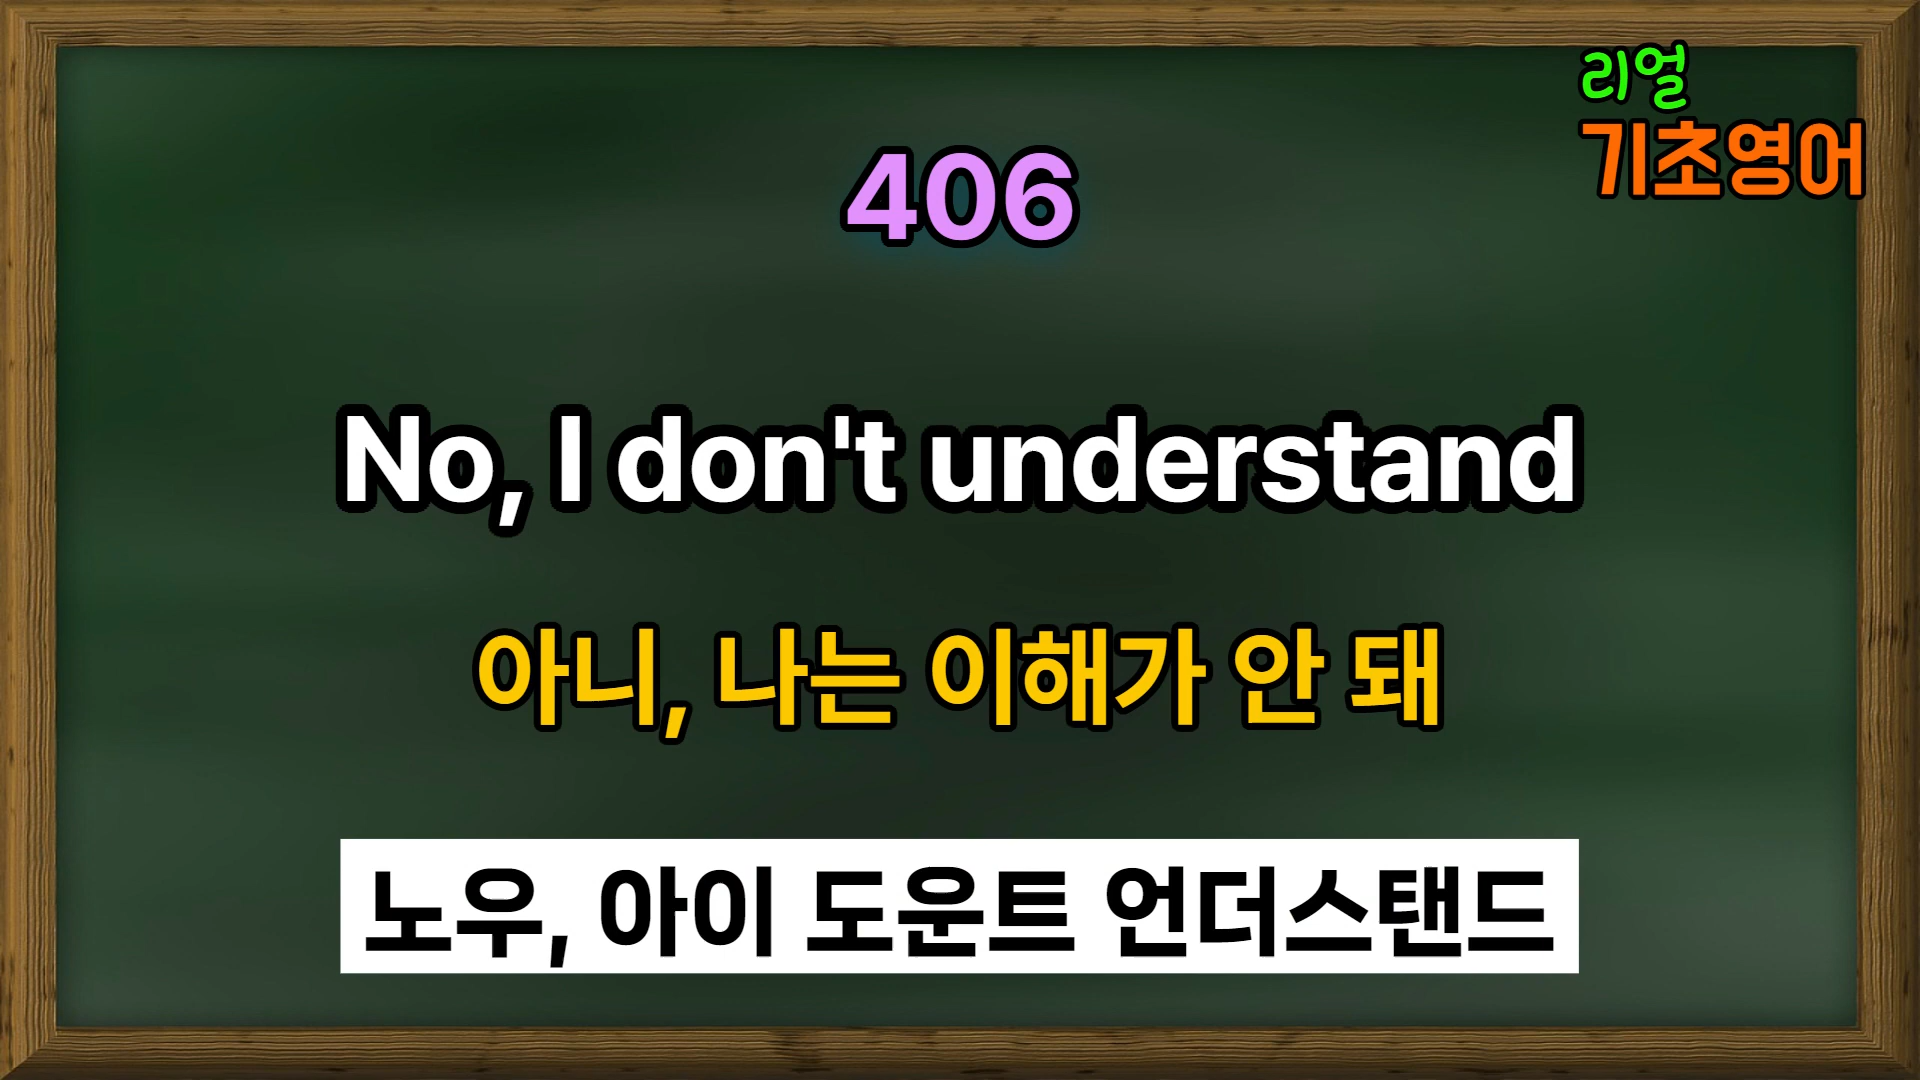 리얼
기초영어
406
No, I don't understand
아니, 나는 이해가 안 돼
노우, 아이 도운트 언더스탠드